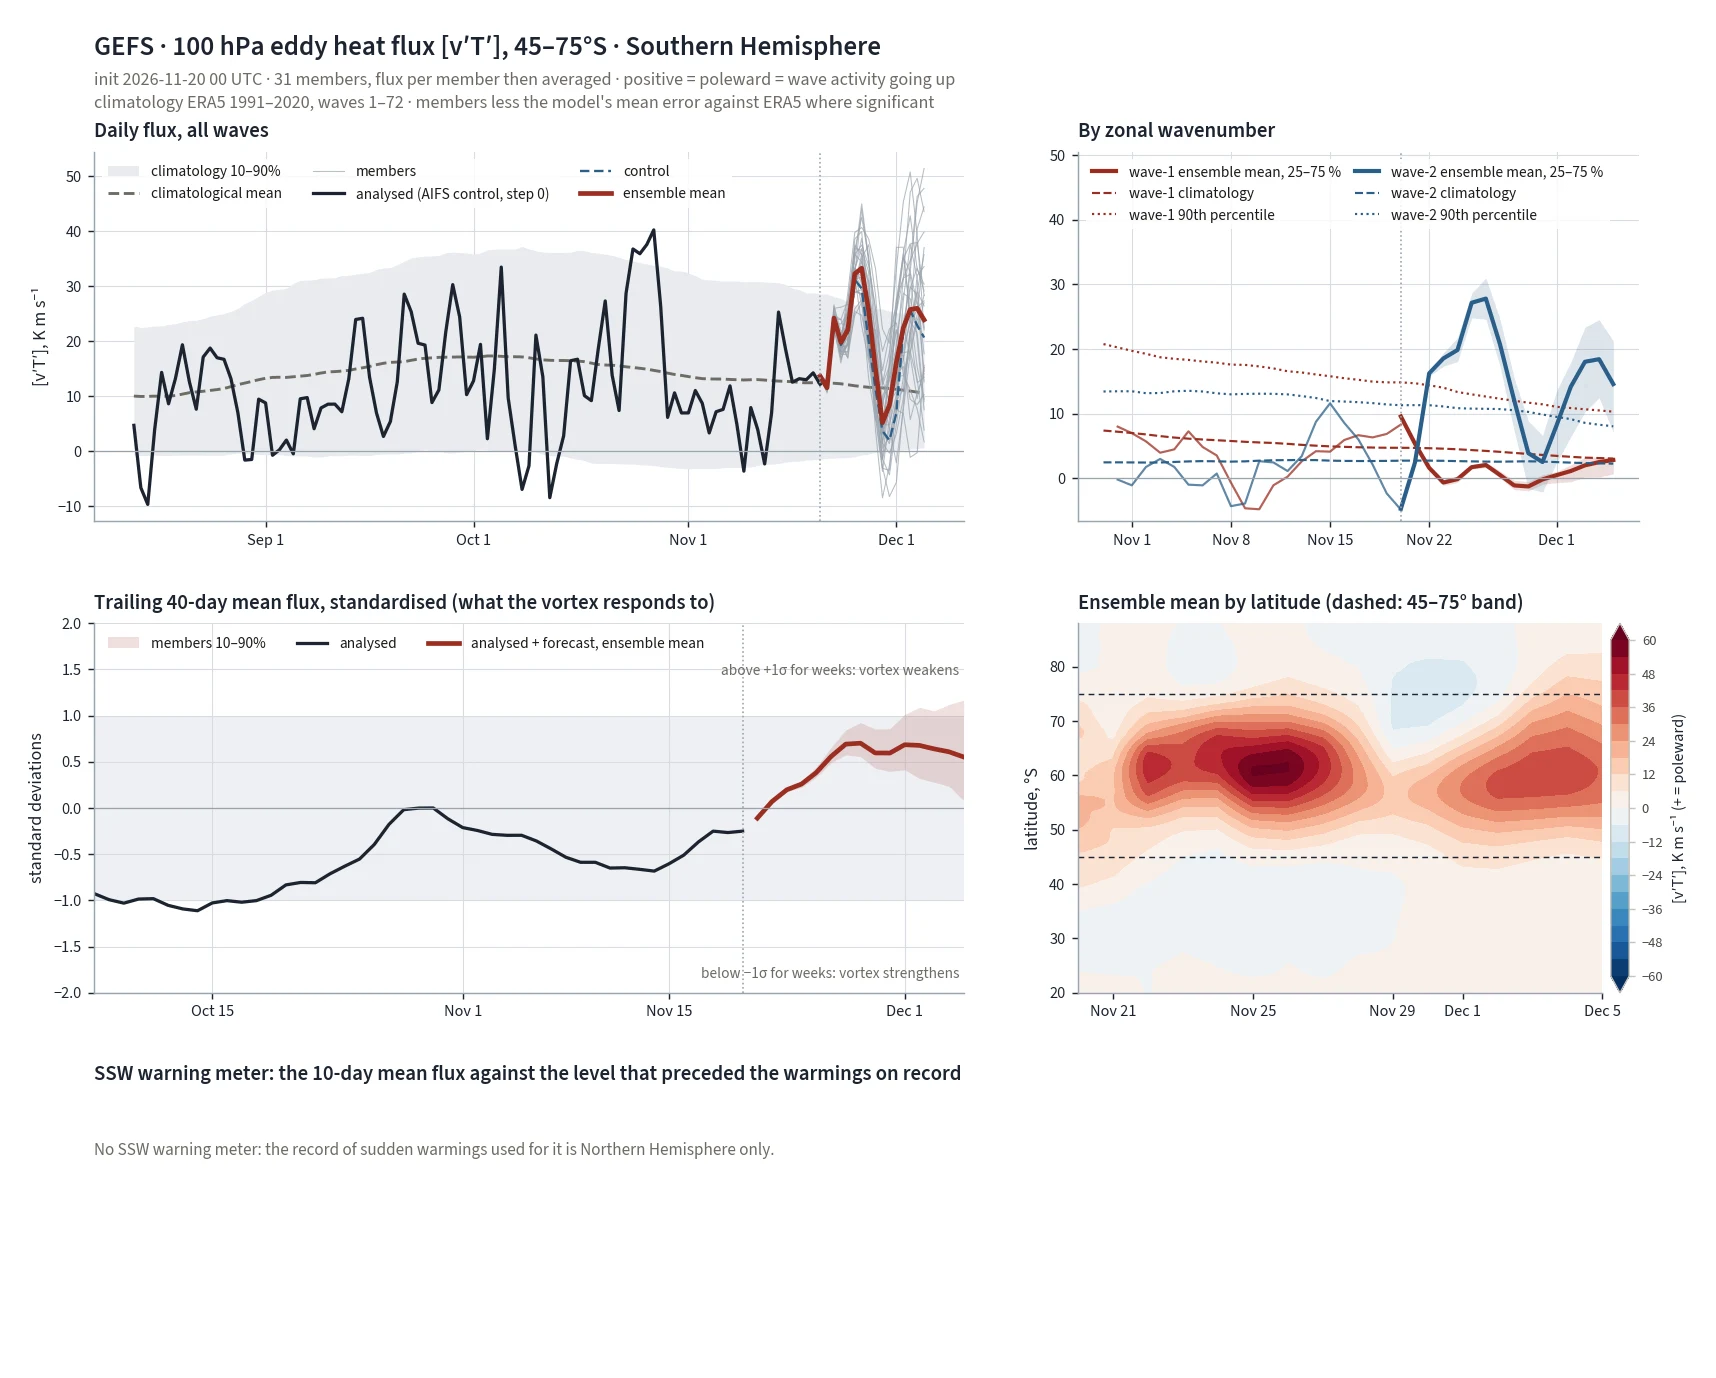 GEFS · 100 hPa eddy heat flux [v′T′], 45–75°S · Southern Hemisphere
init 2026-11-20 00 UTC · 31 members, flux per member then averaged · positive = poleward = wave activity going up
climatology ERA5 1991–2020, waves 1–72 · members less the model's mean error against ERA5 where significant
Daily flux, all waves
climatology 10–90% members control
climatological mean analysed (AIFS control, step 0) ensemble mean
50
40
30
20
10
0
−10
[v′T′], K m s⁻¹
Sep 1 Oct 1 Nov 1 Dec 1
By zonal wavenumber
wave-1 ensemble mean, 25–75 % wave-2 ensemble mean, 25–75 %
wave-1 climatology wave-2 climatology
wave-1 90th percentile wave-2 90th percentile
50
40
30
20
10
0
Nov 1 Nov 8 Nov 15 Nov 22 Dec 1
Trailing 40-day mean flux, standardised (what the vortex responds to)
members 10–90% analysed analysed + forecast, ensemble mean
above +1σ for weeks: vortex weakens
below −1σ for weeks: vortex strengthens
2.0
1.5
1.0
0.5
0.0
−0.5
−1.0
−1.5
−2.0
standard deviations
Oct 15 Nov 1 Nov 15 Dec 1
Ensemble mean by latitude (dashed: 45–75° band)
80
70
60
50
40
30
20
latitude, °S
Nov 21 Nov 25 Nov 29 Dec 1 Dec 5
60
48
36
24
12
0
−12
−24
−36
−48
−60
[v′T′], K m s⁻¹ (+ = poleward)
SSW warning meter: the 10-day mean flux against the level that preceded the warmings on record
No SSW warning meter: the record of sudden warmings used for it is Northern Hemisphere only.